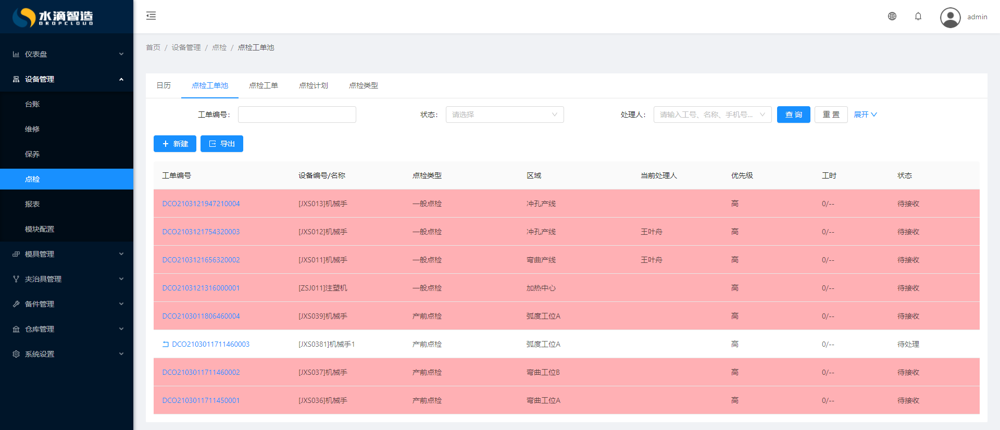 水滴智造
DROPCLOUD
admin
仪表盘
设备管理
台账
维修
保养
点检
报表
模块配置
模具管理
夹治具管理
备件管理
仓库管理
系统设置
首页 / 设备管理 / 点检 / 点检工单池
日历 点检工单池 点检工单 点检计划 点检类型
工单编号: 状态: 请选择 处理人: 请输入工号、名称、手机号... 查 询 重 置 展开
新建 导出
工单编号 设备编号/名称 点检类型 区域 当前处理人 优先级 工时 状态
DCO2103121947210004 [JXS013]机械手 一般点检 冲孔产线 高 0/-- 待接收
DCO2103121754320003 [JXS012]机械手 一般点检 冲孔产线 王叶舟 高 0/-- 待接收
DCO2103121656320002 [JXS011]机械手 一般点检 弯曲产线 王叶舟 高 0/-- 待接收
DCO2103121316000001 [ZSJ011]注塑机 一般点检 加热中心 高 0/-- 待接收
DCO2103011806460004 [JXS039]机械手 产前点检 弧度工位A 高 0/-- 待接收
DCO2103011711460003 [JXS0381]机械手1 产前点检 弧度工位A 高 0/-- 待处理
DCO2103011711460002 [JXS037]机械手 产前点检 弯曲工位B 高 0/-- 待接收
DCO2103011711450001 [JXS036]机械手 产前点检 弯曲工位A 高 0/-- 待接收